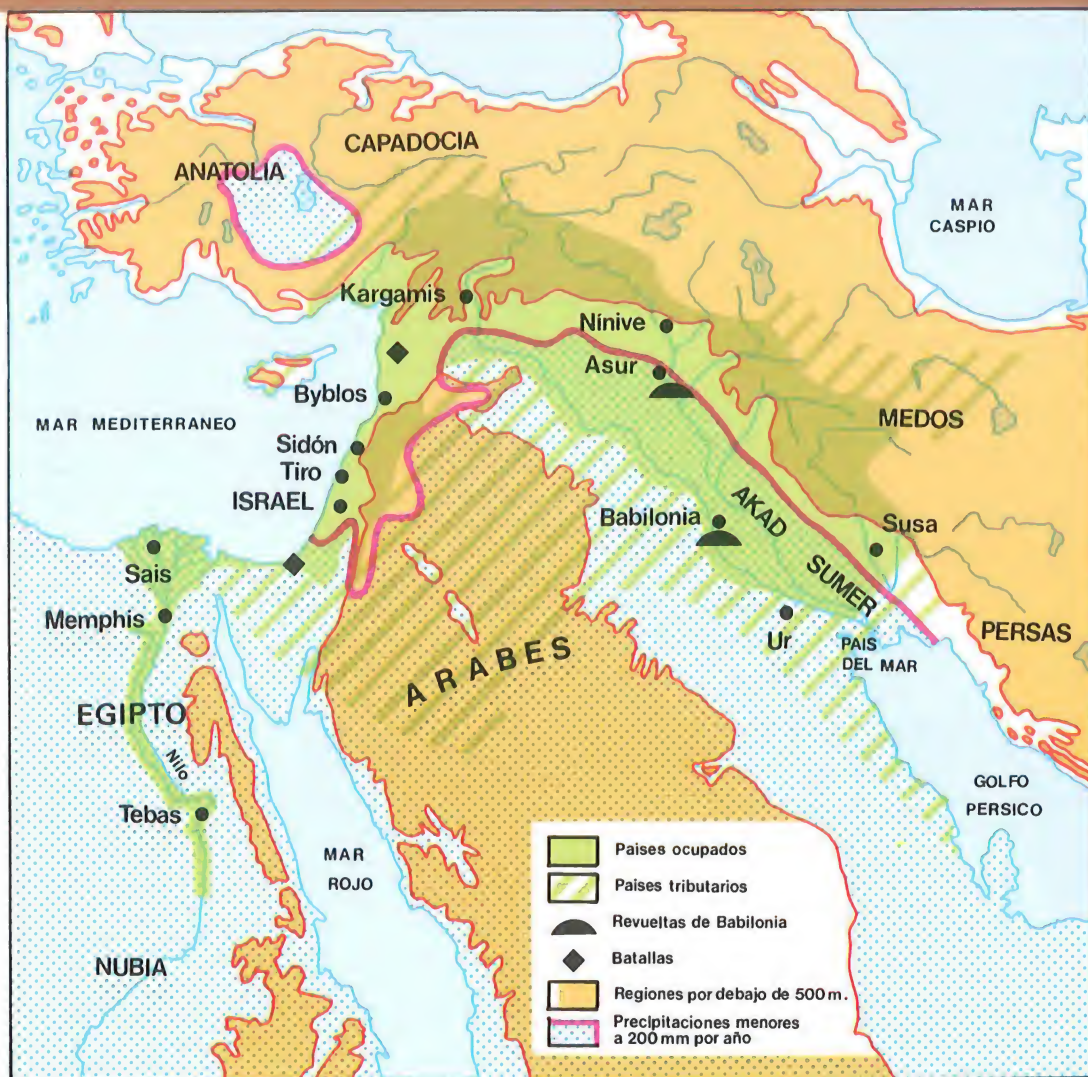 CAPADOCIA
ANATOLIA
MAR
CASPIO
Kargamis
Nínive
Asur
Byblos
MAR MEDITERRANEO
MEDOS
Sidón
Tiro
ISRAEL
AKAD
Babilonia
Susa
Sais
SUMER
Memphis
Ur
PAIS
DEL MAR
PERSAS
ARABES
EGIPTO
Nilo
GOLFO
PERSICO
Tebas
MAR
ROJO
NUBIA
Paises ocupados
Paises tributarios
Revueltas de Babilonia
Batallas
Regiones por debajo de 500 m.
Precipitaciones menores
a 200 mm por año